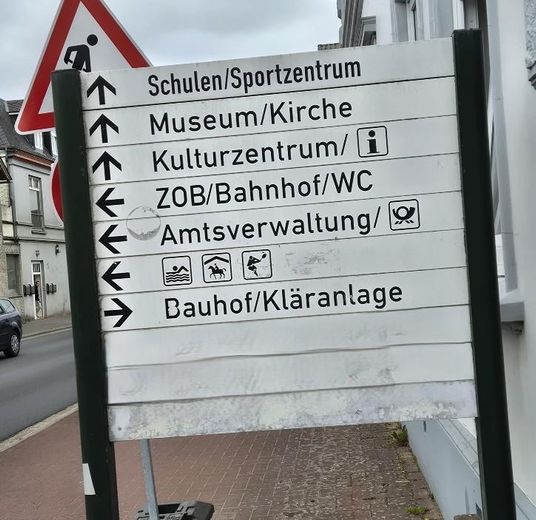 Schulen/Sportzentrum
Museum/Kirche
Kulturzentrum/ i
ZOB/Bahnhof/WC
Amtsverwaltung/
Bauhof/Kläranlage